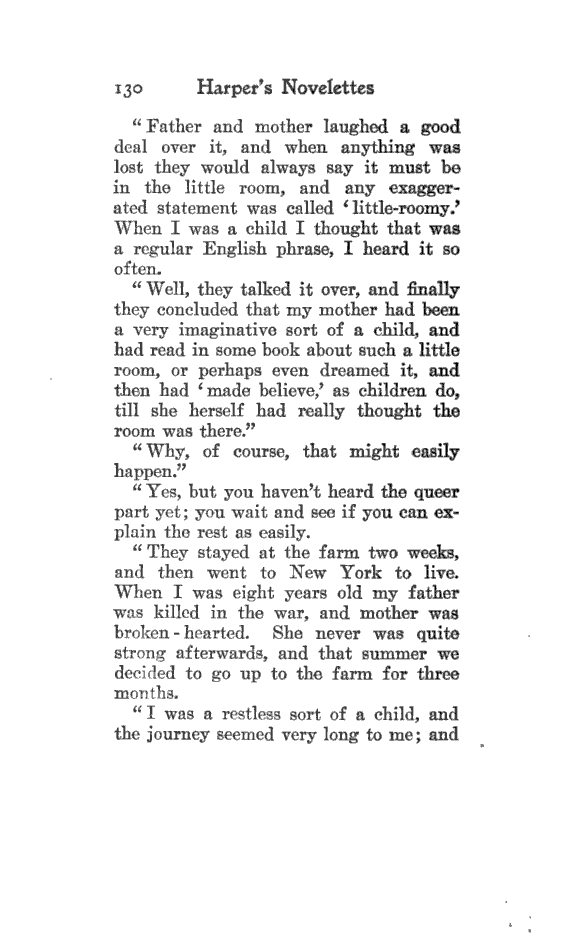 130 Harper's Novelettes
“Father and mother laughed a good
deal over it, and when anything was
lost they would always say it must be
in the little room, and any exagger-
ated statement was called ‘little-roomy.’
When I was a child I thought that was
a regular English phrase, I heard it so
often.
“Well, they talked it over, and finally
they concluded that my mother had been
a very imaginative sort of a child, and
had read in some book about such a little
room, or perhaps even dreamed it, and
then had ‘made believe,’ as children do,
till she herself had really thought the
room was there.”
“Why, of course, that might easily
happen.”
“Yes, but you haven't heard the queer
part yet; you wait and see if you can ex-
plain the rest as easily.
“They stayed at the farm two weeks,
and then went to New York to live.
When I was eight years old my father
was killed in the war, and mother was
broken-hearted. She never was quite
strong afterwards, and that summer we
decided to go up to the farm for three
months.
“I was a restless sort of a child, and
the journey seemed very long to me; and